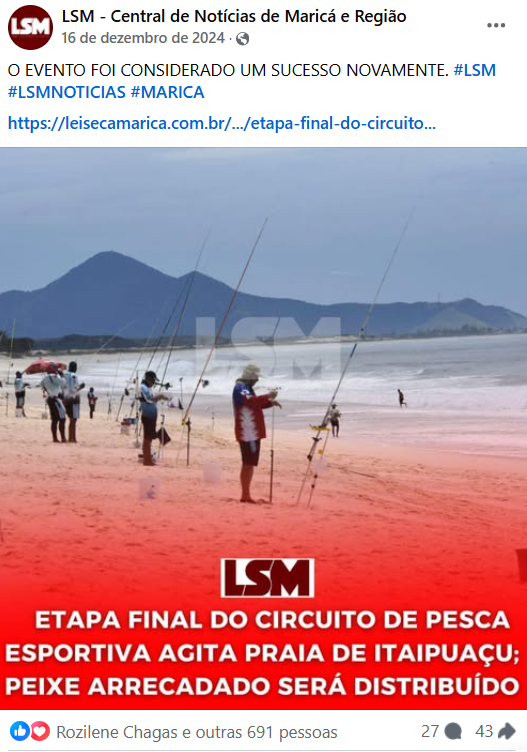 LSM
LSM - Central de Notícias de Maricá e Região
16 de dezembro de 2024 ·
O EVENTO FOI CONSIDERADO UM SUCESSO NOVAMENTE. #LSM
#LSMNOTICIAS #MARICA
https://leisecamarica.com.br/.../etapa-final-do-circuito...
LSM
LSM
ETAPA FINAL DO CIRCUITO DE PESCA
ESPORTIVA AGITA PRAIA DE ITAIPUAÇU;
PEIXE ARRECADADO SERÁ DISTRIBUÍDO
Rozilene Chagas e outras 691 pessoas
27
43